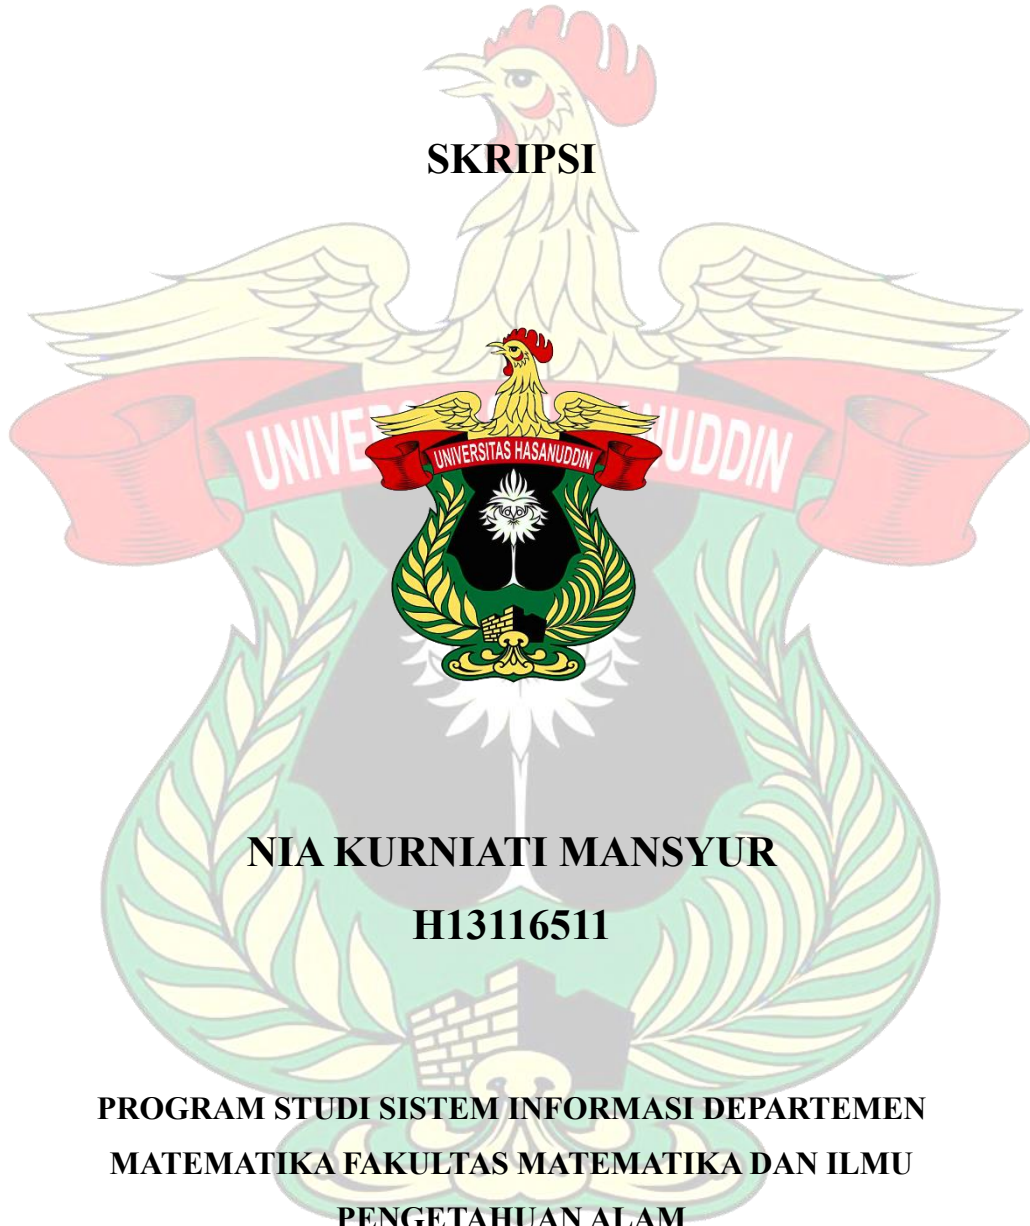 SKRIPSI
UNIVERSITAS HASANUDDIN
NIA KURNIATI MANSYUR
H13116511
PROGRAM STUDI SISTEM INFORMASI DEPARTEMEN
MATEMATIKA FAKULTAS MATEMATIKA DAN ILMU
PENGETAHUAN ALAM